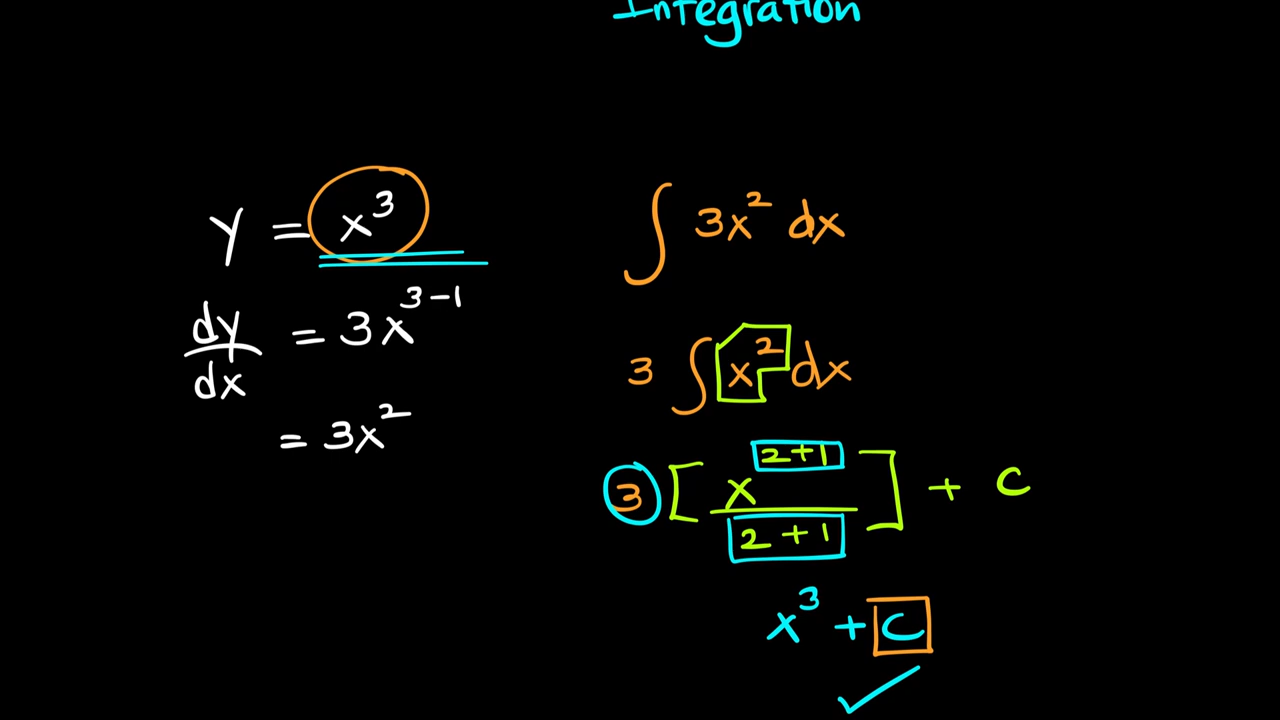 Integration
y = x³
dy/dx = 3x³⁻¹
= 3x²
∫ 3x² dx
3 ∫ x² dx
3 [ x²⁺¹ / 2+1 ] + c
x³ + c